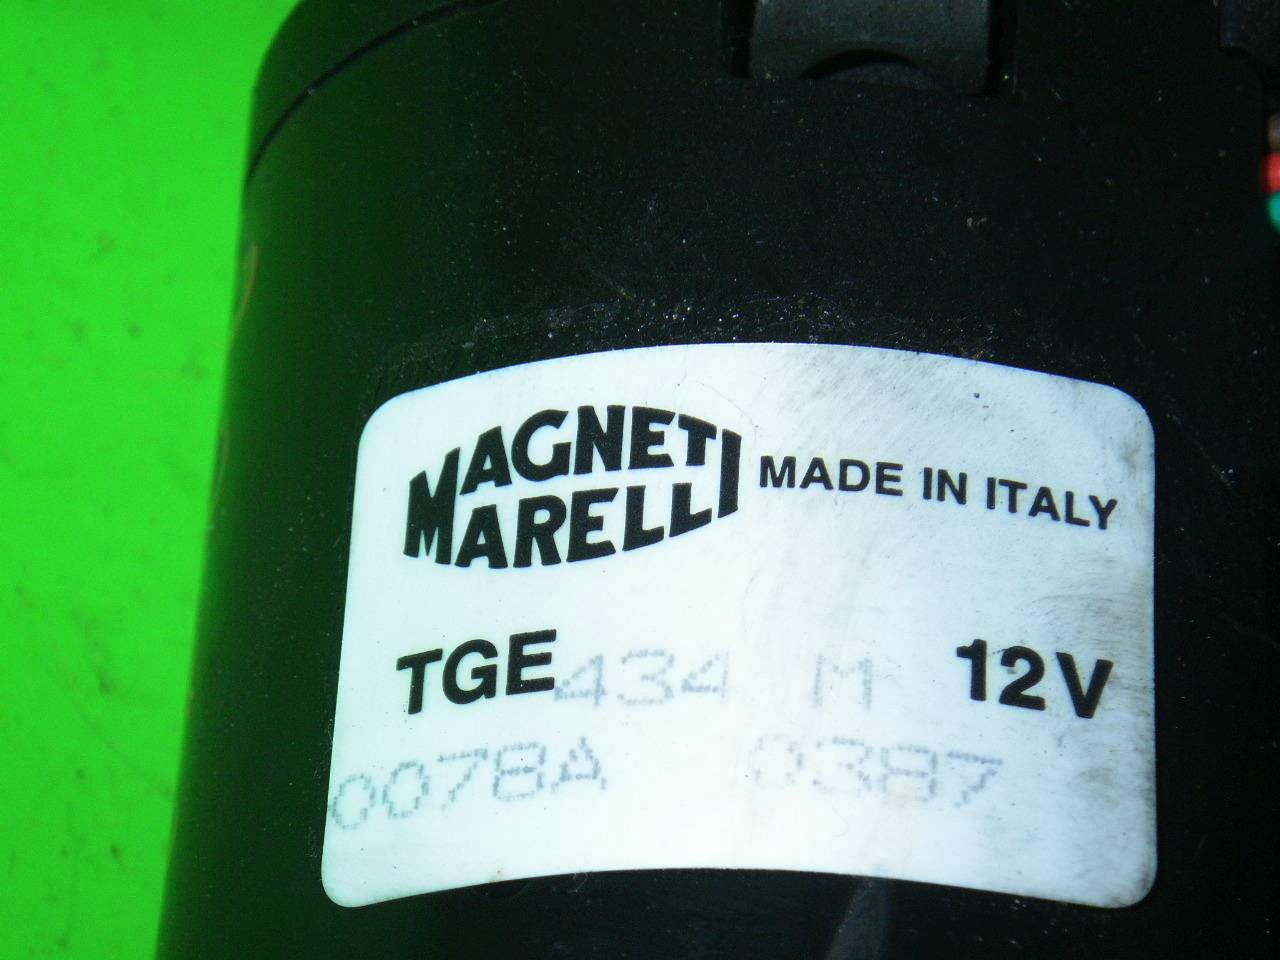 MAGNETI
MARELLI MADE IN ITALY
TGE 434 M 12V
0078A 0387